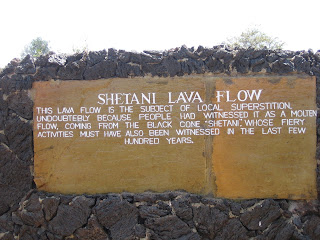 SHETANI LAVA FLOW
THIS LAVA FLOW IS THE SUBJECT OF LOCAL SUPERSTITION,
UNDOUBTEBLY BECAUSE PEOPLE HAD WITNESSED IT AS A MOLTEN
FLOW, COMING FROM THE BLACK CONE "SHETANI," WHOSE FIERY
ACTIVITIES MUST HAVE ALSO BEEN WITNESSED IN THE LAST FEW
HUNDRED YEARS.